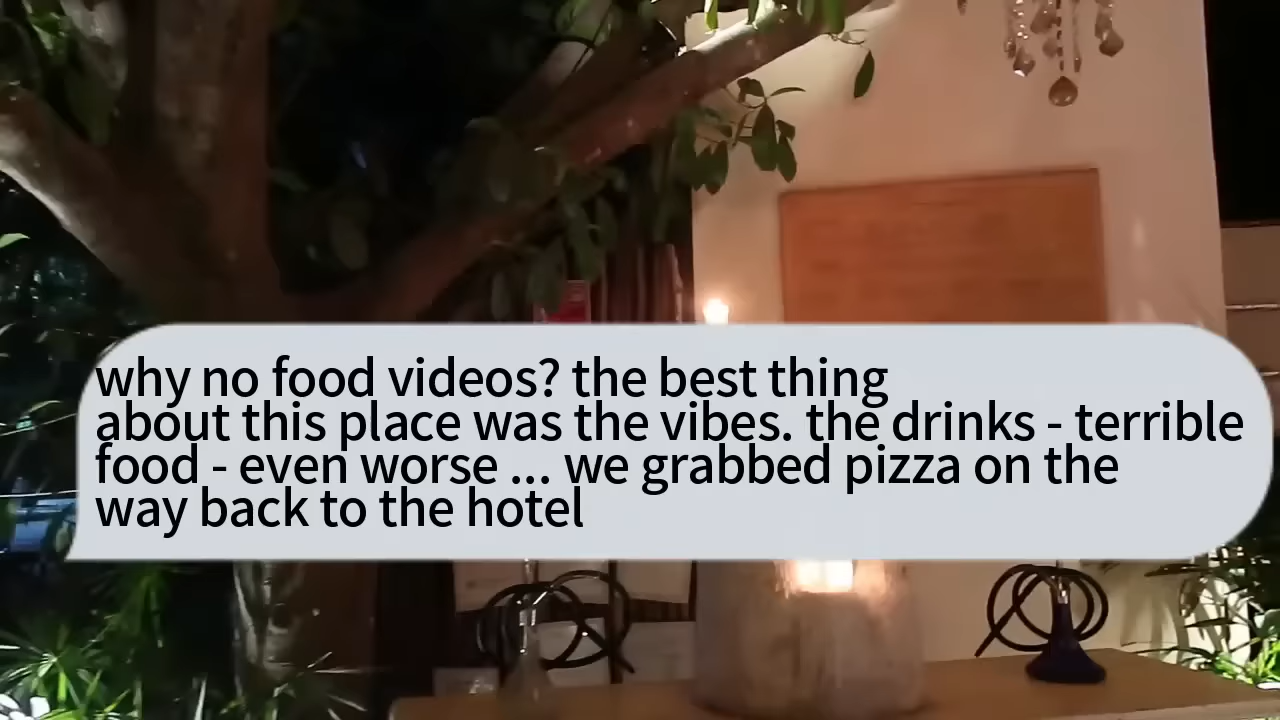 why no food videos? the best thing
about this place was the vibes. the drinks - terrible
food - even worse ... we grabbed pizza on the
way back to the hotel